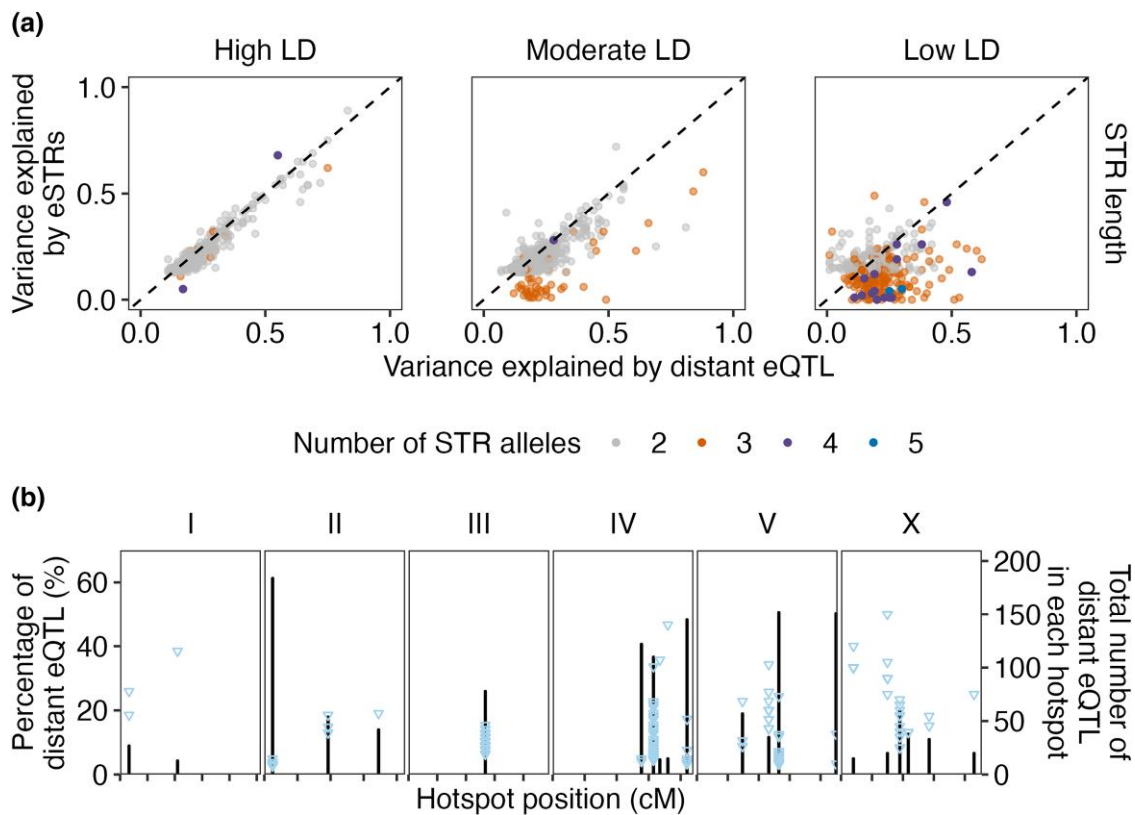 (a)
High LD Moderate LD Low LD
Variance explained
by eSTRs
1.0
0.5
0.0
STR length
0.0 0.5 1.0 0.0 0.5 1.0 0.0 0.5 1.0
Variance explained by distant eQTL
Number of STR alleles 2 3 4 5
(b)
I II III IV V X
Percentage of
distant eQTL (%)
60
40
20
0
200
150
100
50
0
Total number of
distant eQTL
in each hotspot
Hotspot position (cM)